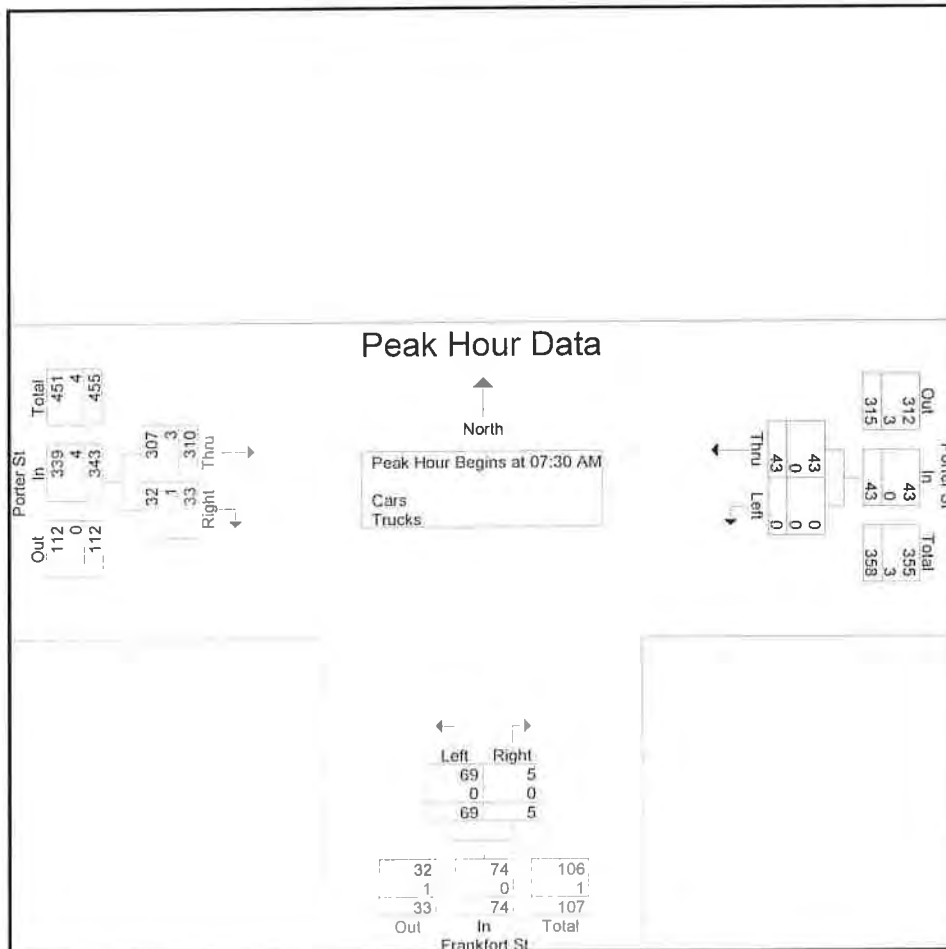 Peak Hour Data
North
Peak Hour Begins at 07:30 AM
Cars
Trucks
Porter St
Out In Total
112 339 451
0 4 4
112 343 455
Right Thru
32 307
1 3
33 310
Out In Total
312 43 355
3 0 3
315 43 358
Thru Left
43 0
0 0
43 0
Left Right
69 5
0 0
69 5
32 74 106
1 0 1
33 74 107
Out In Total
Frankfort St